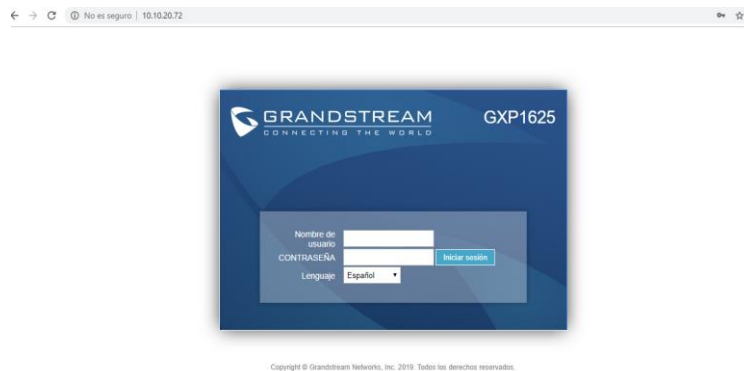 No es seguro | 10.10.20.72
GRANDSTREAM GXP1625
CONNECTING THE WORLD
Nombre de
usuario
CONTRASEÑA Iniciar sesión
Lenguaje Español
Copyright © Grandstream Networks, Inc. 2019. Todos los derechos reservados.